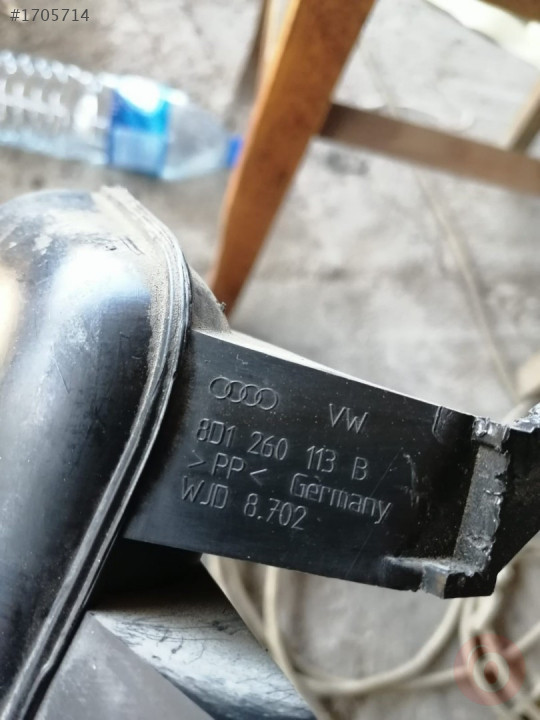 #1705714
VW
8D1 260 113 B
>PP< Germany
WJD 8.702